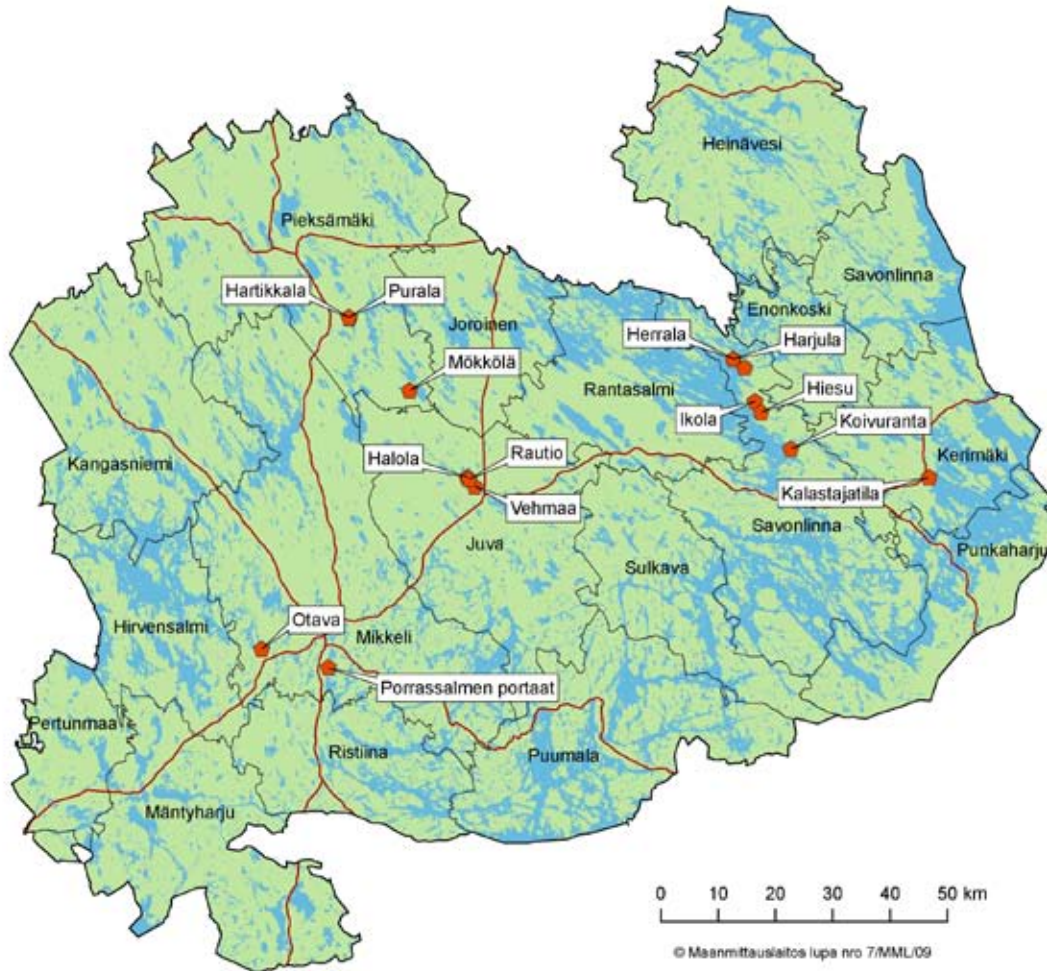 Heinävesi
Pieksämäki
Savonlinna
Hartikkala
Purala
Enonkoski
Joroinen
Herrala
Harjula
Mökkölä
Rantasalmi
Hiesu
Ikola
Koivuranta
Halola
Rautio
Kerimäki
Kangasniemi
Vehmaa
Kalastajatila
Savonlinna
Juva
Punkaharju
Sulkava
Otava
Hirvensalmi
Mikkeli
Porrassalmen portaat
Pertunmaa
Ristiina
Puumala
Mäntyharju
0 10 20 30 40 50 km
© Maanmittauslaitos lupa nro 7/MML/09